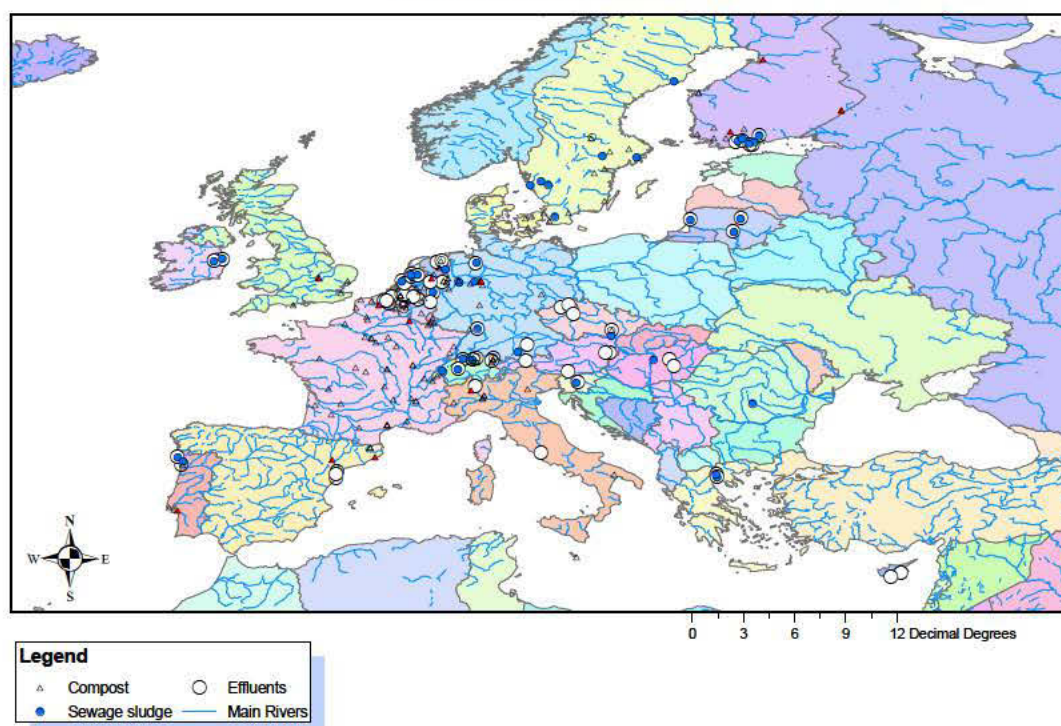 N
W E
S
0 3 6 9 12 Decimal Degrees
Legend
Compost Effluents
Sewage sludge Main Rivers